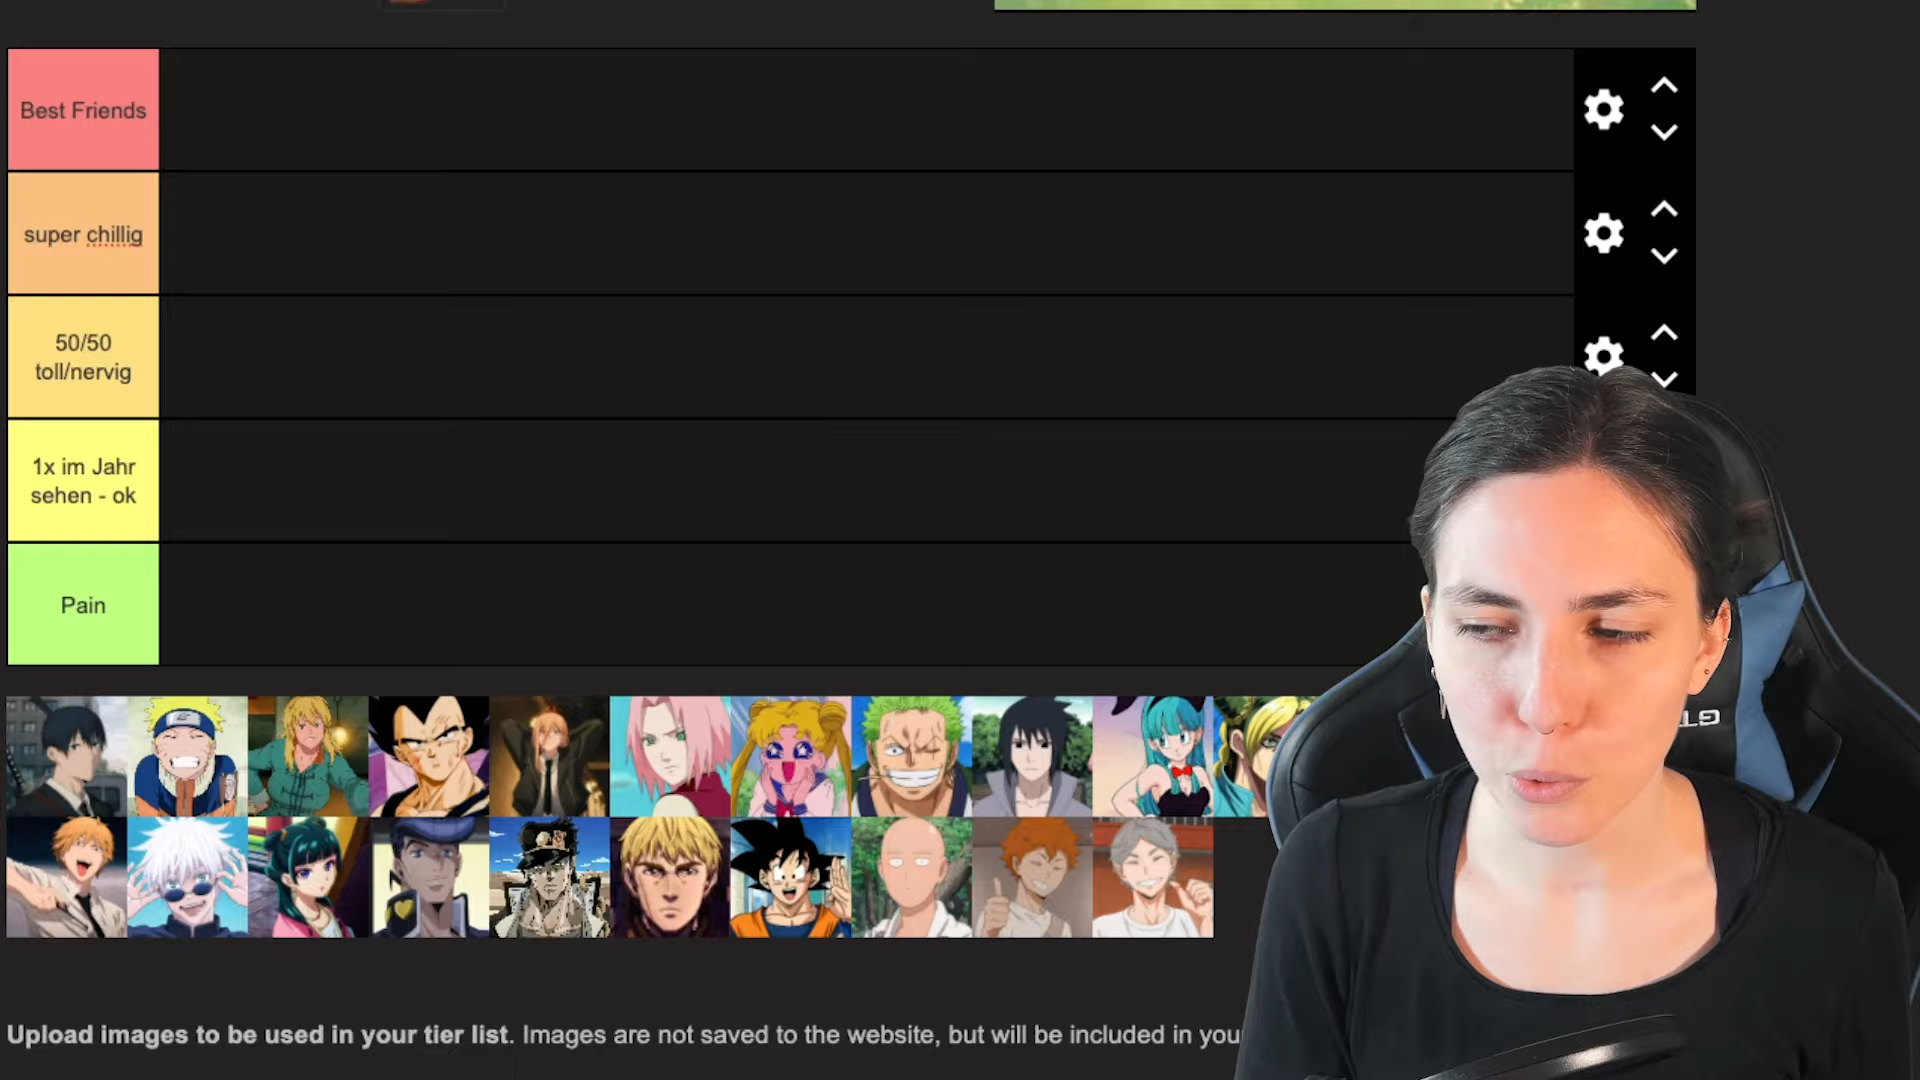 Best Friends
super chillig
50/50
toll/nervig
1x im Jahr
sehen - ok
Pain
Upload images to be used in your tier list. Images are not saved to the website, but will be included in you